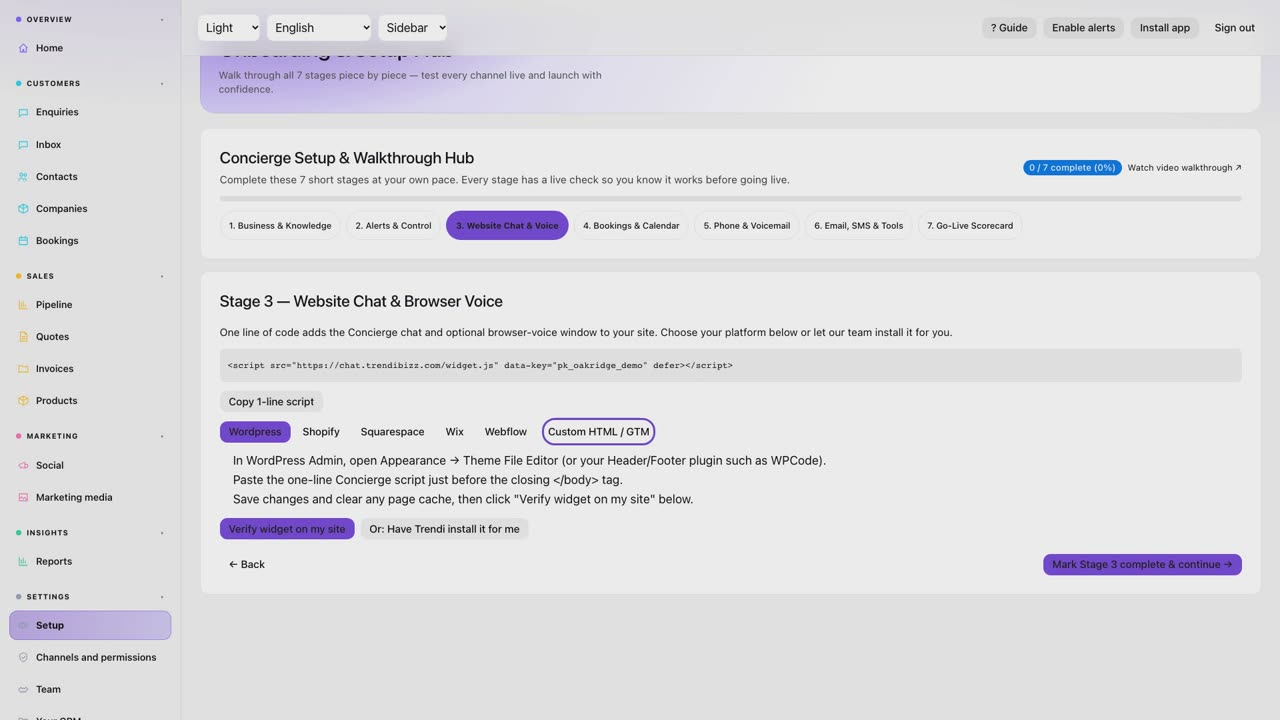 OVERVIEW
Home
CUSTOMERS
Enquiries
Inbox
Contacts
Companies
Bookings
SALES
Pipeline
Quotes
Invoices
Products
MARKETING
Social
Marketing media
INSIGHTS
Reports
SETTINGS
Setup
Channels and permissions
Team
Light
English
Sidebar
? Guide
Enable alerts
Install app
Sign out
Walk through all 7 stages piece by piece — test every channel live and launch with
confidence.
Concierge Setup & Walkthrough Hub
Complete these 7 short stages at your own pace. Every stage has a live check so you know it works before going live.
0 / 7 complete (0%)
Watch video walkthrough ↗
1. Business & Knowledge
2. Alerts & Control
3. Website Chat & Voice
4. Bookings & Calendar
5. Phone & Voicemail
6. Email, SMS & Tools
7. Go-Live Scorecard
Stage 3 — Website Chat & Browser Voice
One line of code adds the Concierge chat and optional browser-voice window to your site. Choose your platform below or let our team install it for you.
<script src="https://chat.trendibizz.com/widget.js" data-key="pk_oakridge_demo" defer></script>
Copy 1-line script
Wordpress
Shopify
Squarespace
Wix
Webflow
Custom HTML / GTM
In WordPress Admin, open Appearance → Theme File Editor (or your Header/Footer plugin such as WPCode).
Paste the one-line Concierge script just before the closing </body> tag.
Save changes and clear any page cache, then click "Verify widget on my site" below.
Verify widget on my site
Or: Have Trendi install it for me
← Back
Mark Stage 3 complete & continue →